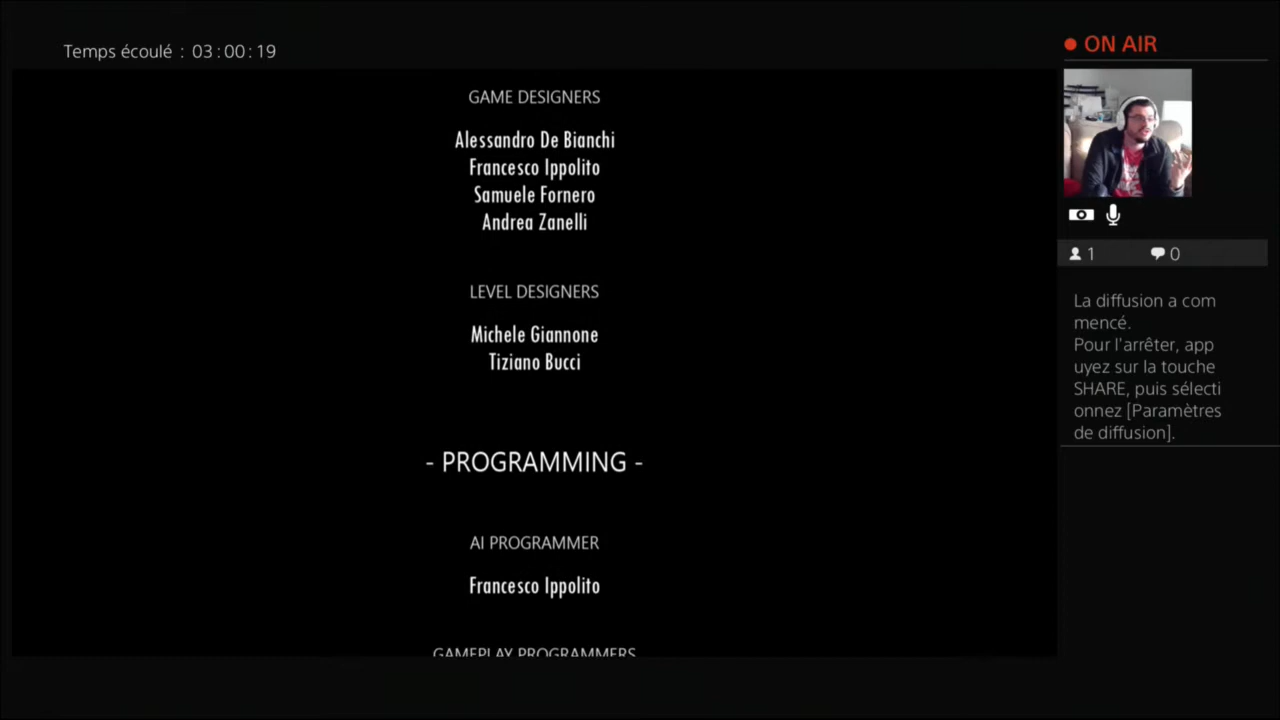 Temps écoulé : 03:00:19
ON AIR
GAME DESIGNERS
Alessandro De Bianchi
Francesco Ippolito
Samuele Fornero
Andrea Zanelli
LEVEL DESIGNERS
Michele Giannone
Tiziano Bucci
- PROGRAMMING -
AI PROGRAMMER
Francesco Ippolito
GAMEPLAY PROGRAMMERS
1 0
La diffusion a com
mencé.
Pour l'arrêter, app
uyez sur la touche
SHARE, puis sélecti
onnez [Paramètres
de diffusion].